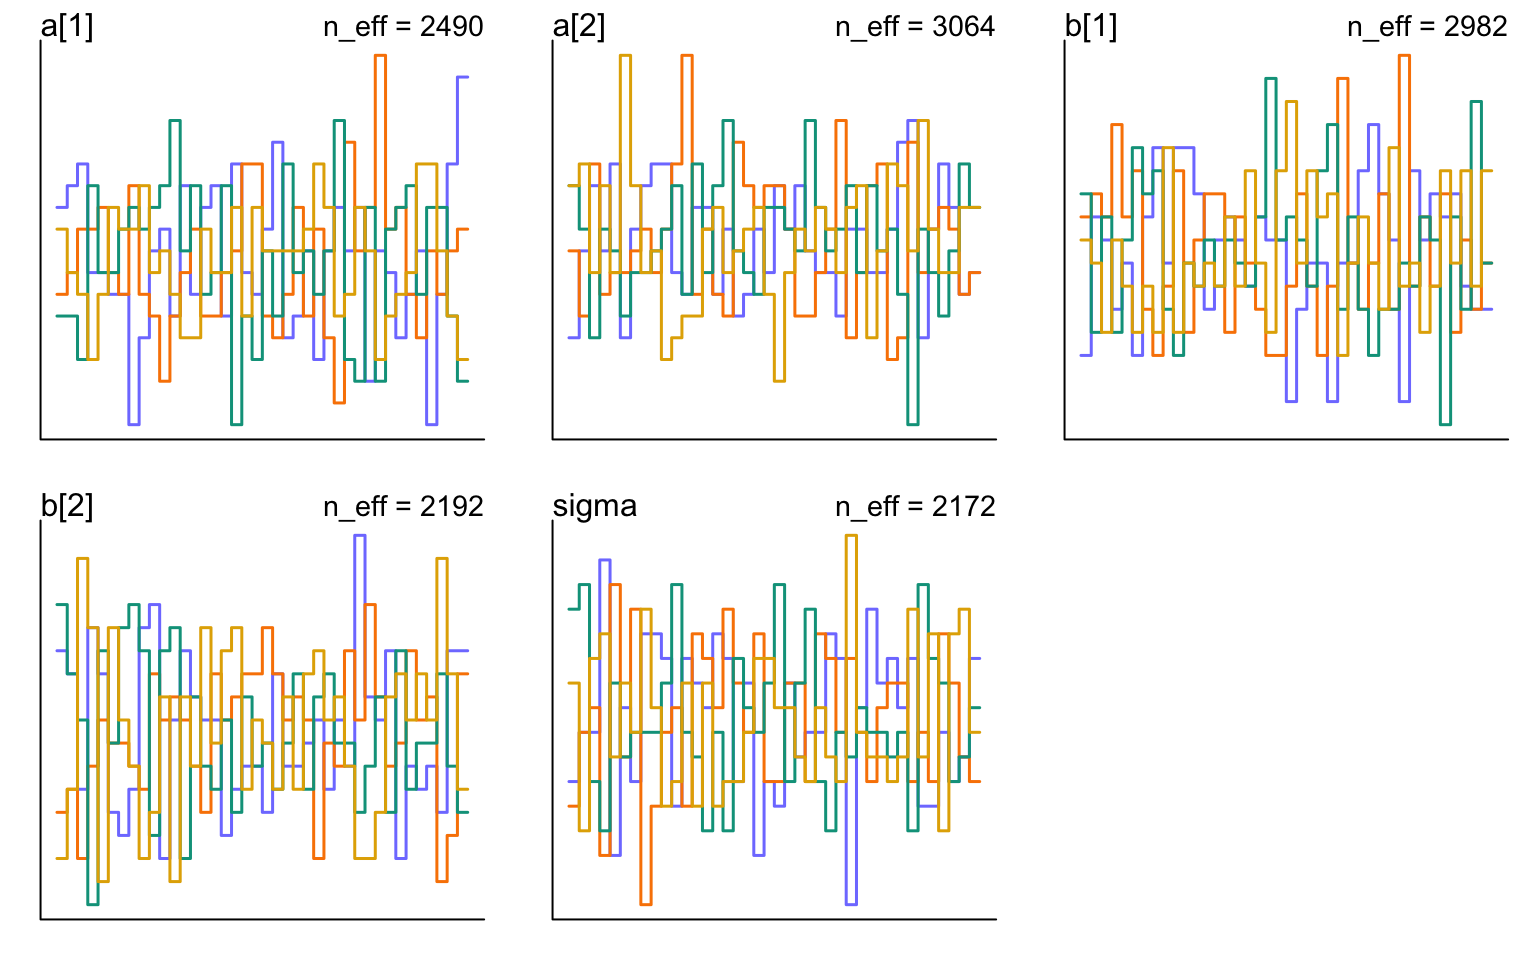 a[1] n_eff = 2490
a[2] n_eff = 3064
b[1] n_eff = 2982
b[2] n_eff = 2192
sigma n_eff = 2172